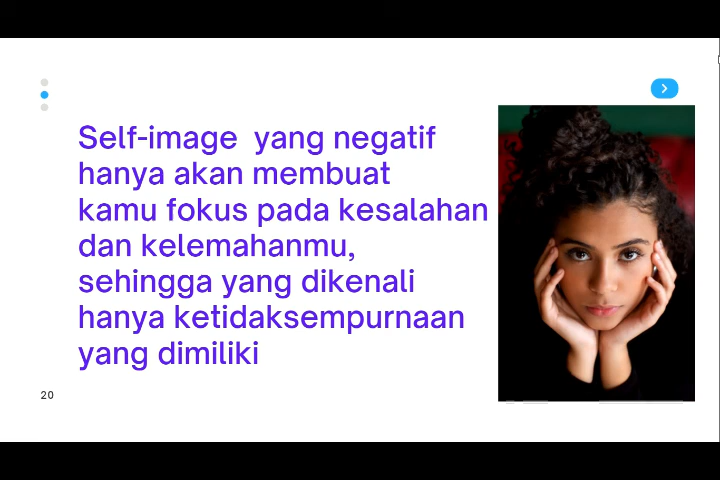 Self-image yang negatif
hanya akan membuat
kamu fokus pada kesalahan
dan kelemahanmu,
sehingga yang dikenali
hanya ketidaksempurnaan
yang dimiliki
20